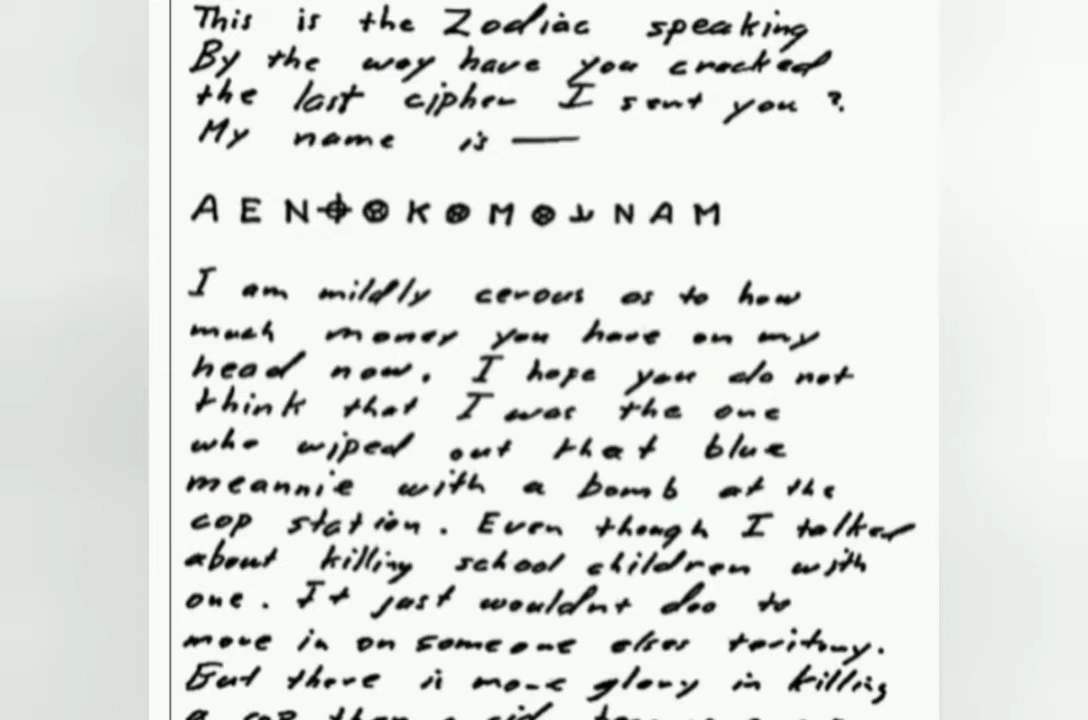 This is the Zodiac speaking
By the way have you cracked
the last cipher I sent you ?
My name is —
A E N ⌖ ⊗ K ⊗ M ⊗ ⅃ N A M
I am mildly cerous as to how
much money you have on my
head now. I hope you do not
think that I was the one
who wiped out that blue
meannie with a bomb at the
cop station. Even though I talked
about killing school children with
one. It just wouldnt doo to
move in on someone elses teritory.
But there is more glory in killing
a cop than a cid